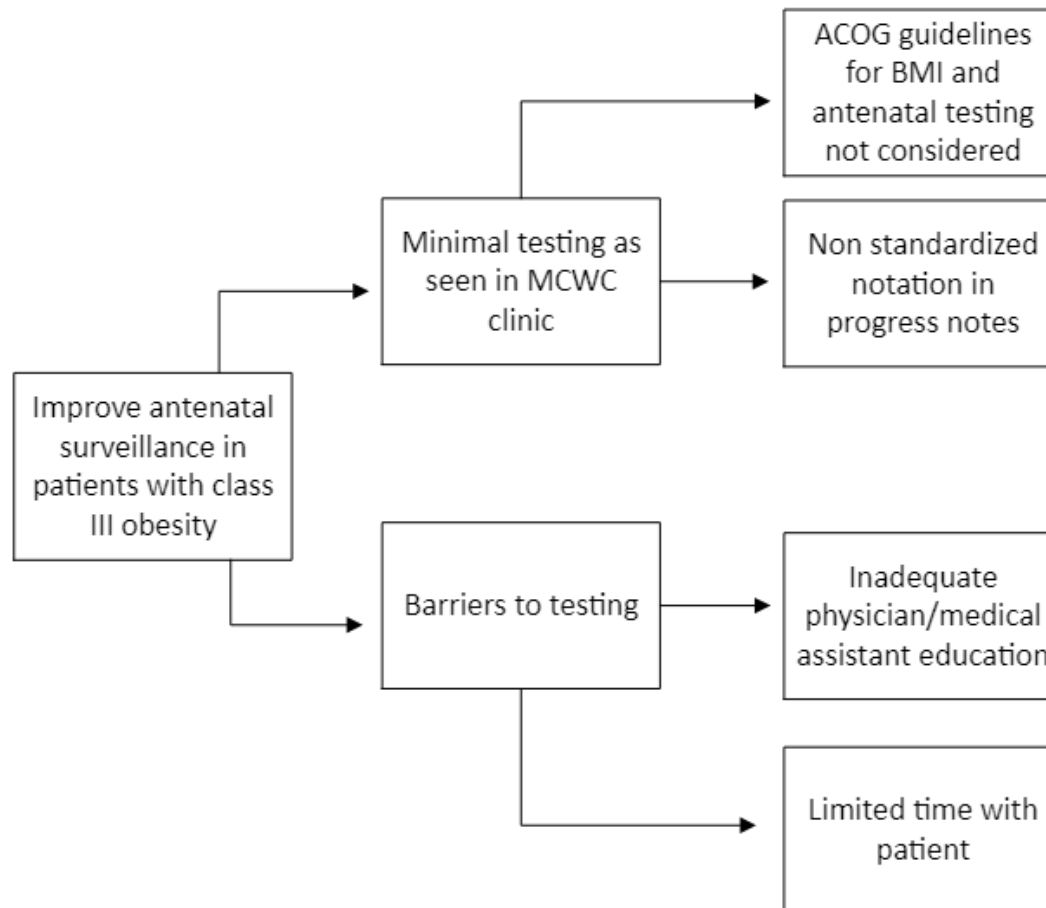 ACOG guidelines
for BMI and
antenatal testing
not considered
Minimal testing as
seen in MCWC
clinic
Non standardized
notation in
progress notes
Improve antenatal
surveillance in
patients with class
III obesity
Barriers to testing
Inadequate
physician/medical
assistant education
Limited time with
patient